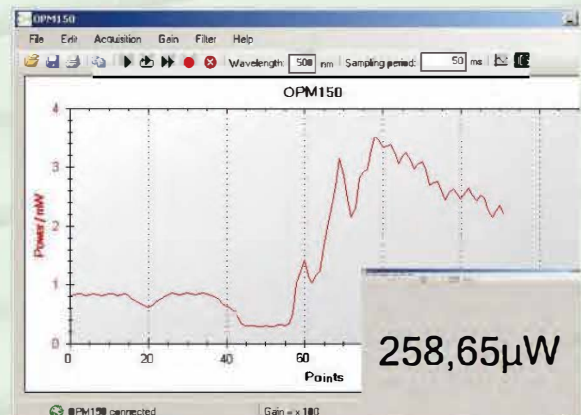 OPM150
File Edit Acquisition Gain Filter Help
Wavelength: 500 nm Sampling period: 50 ms
OPM150
Power / mW
4
3
2
1
0
0 20 40 60
Points
258,65µW
OPM150 connected Gain = x 100